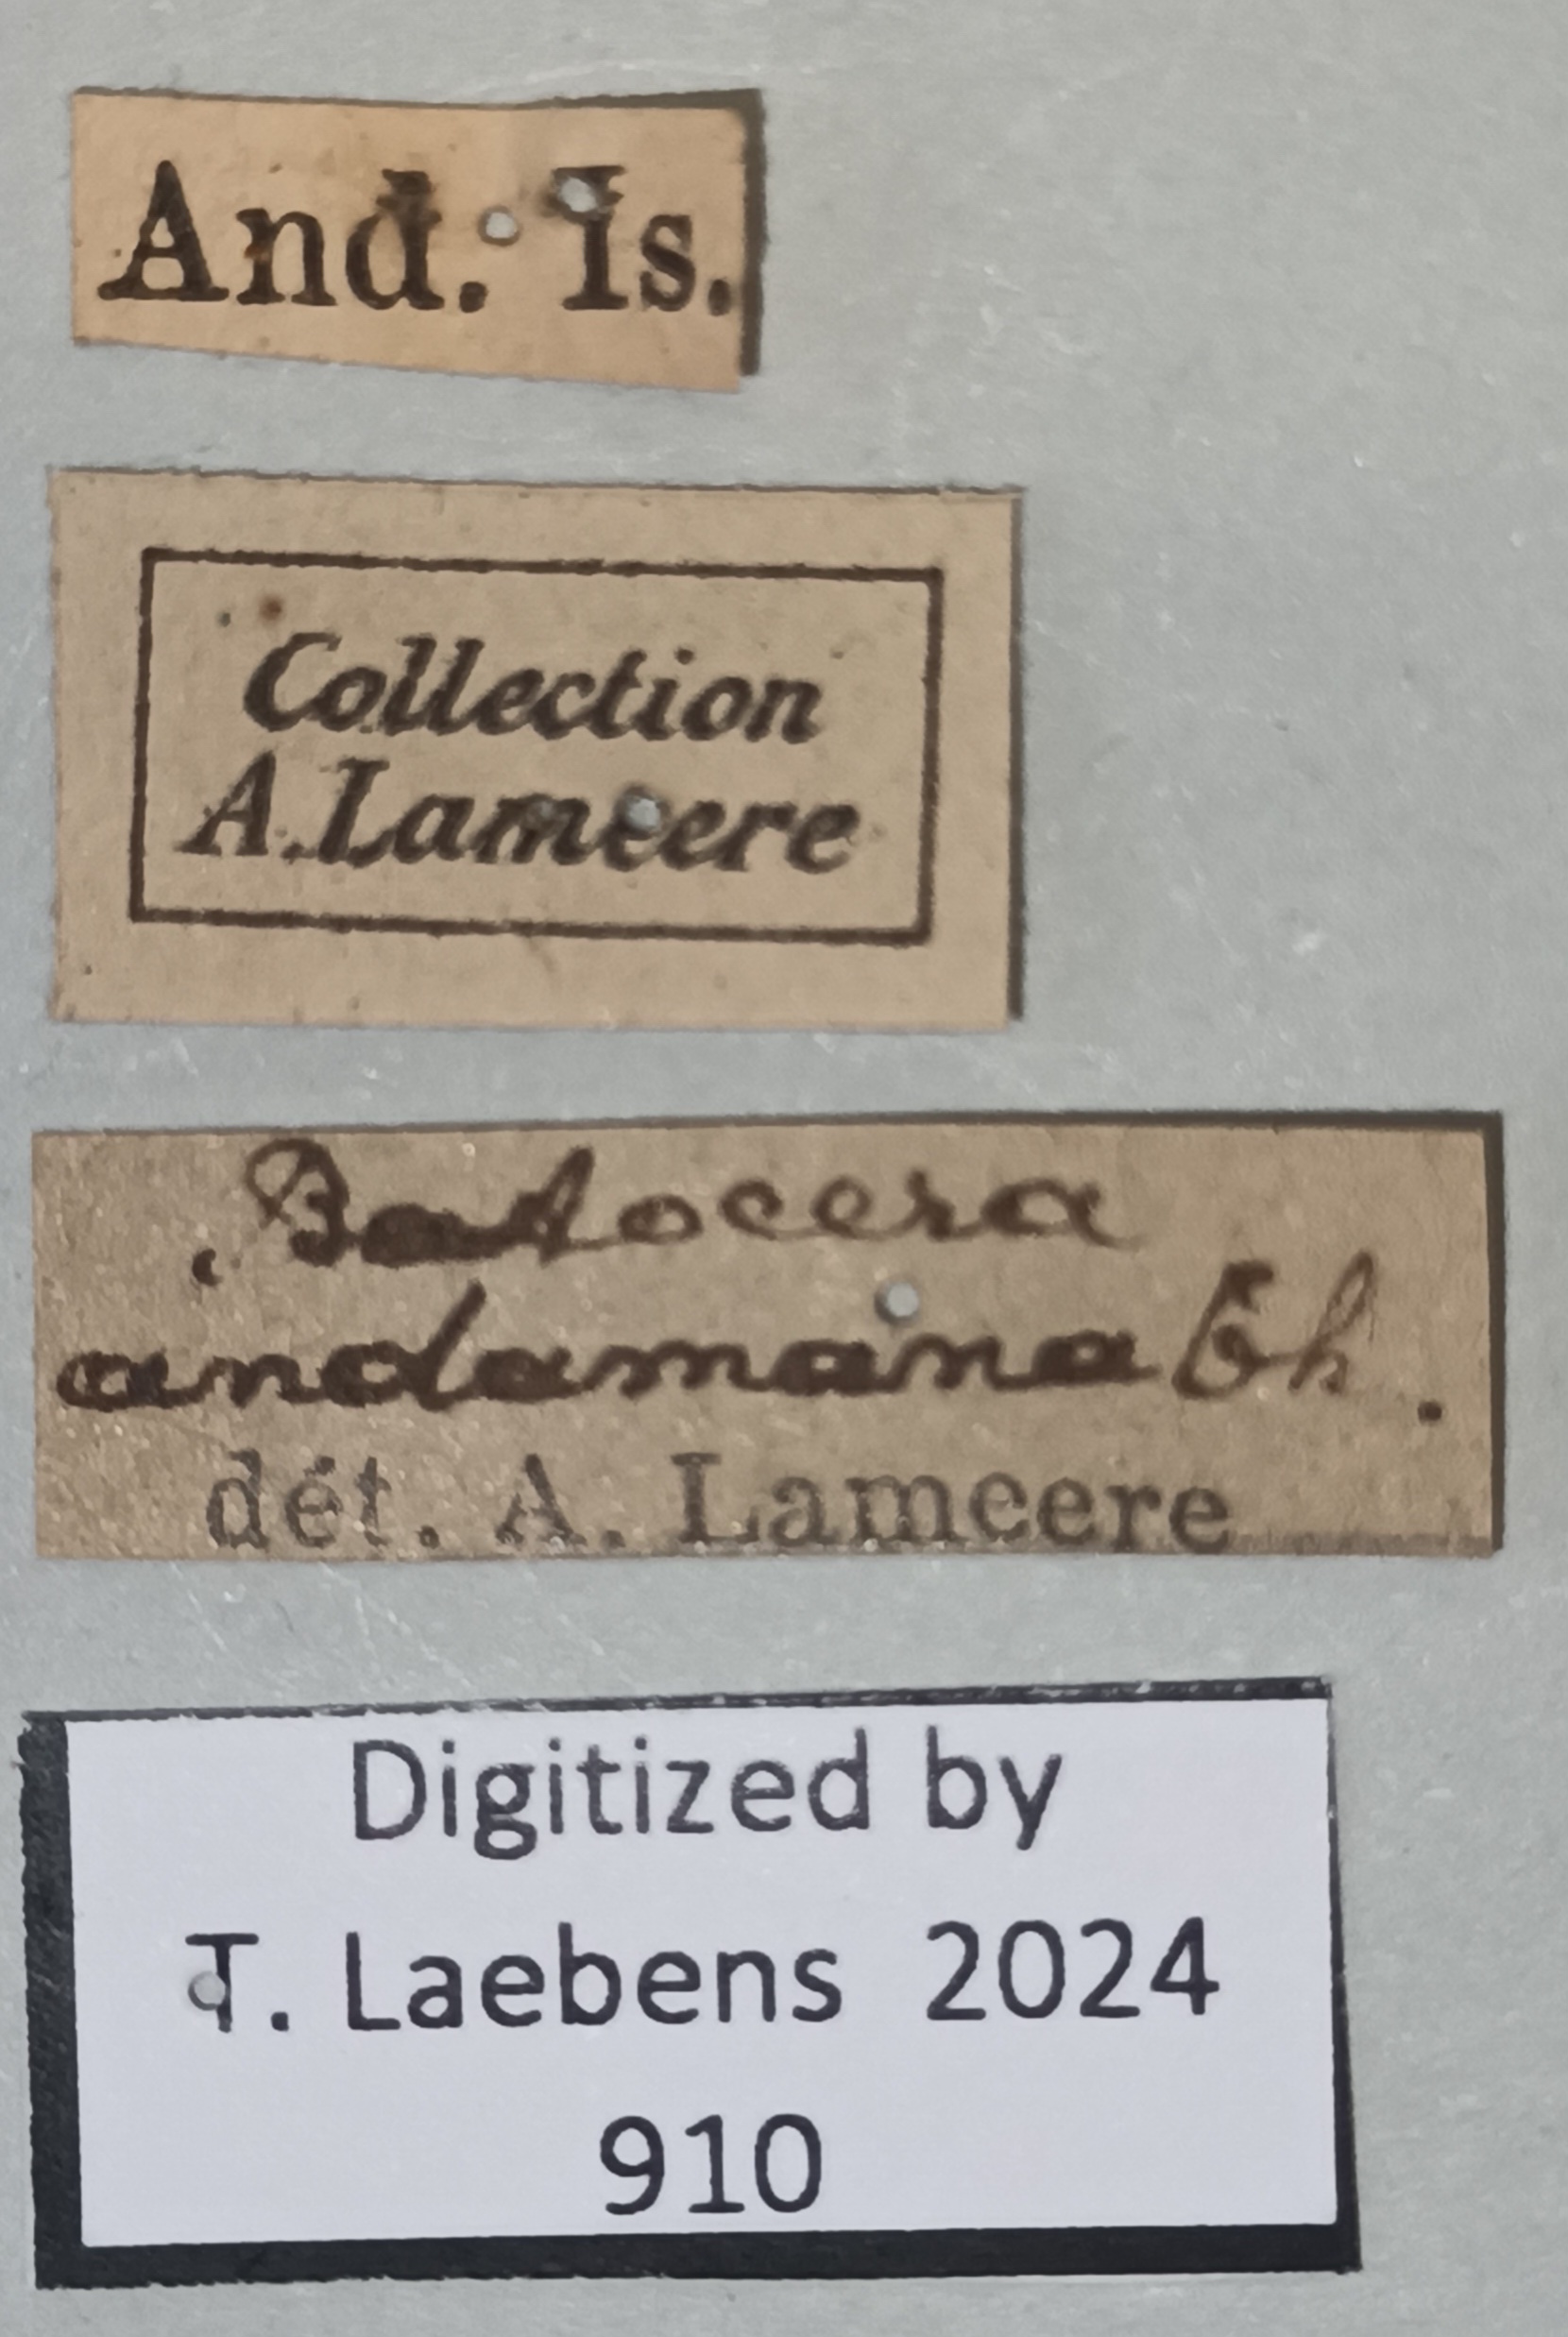 And. Is.
Collection
A. Lameere
Batocera
andamana Th.
dét. A. Lameere
Digitized by
T. Laebens 2024
910